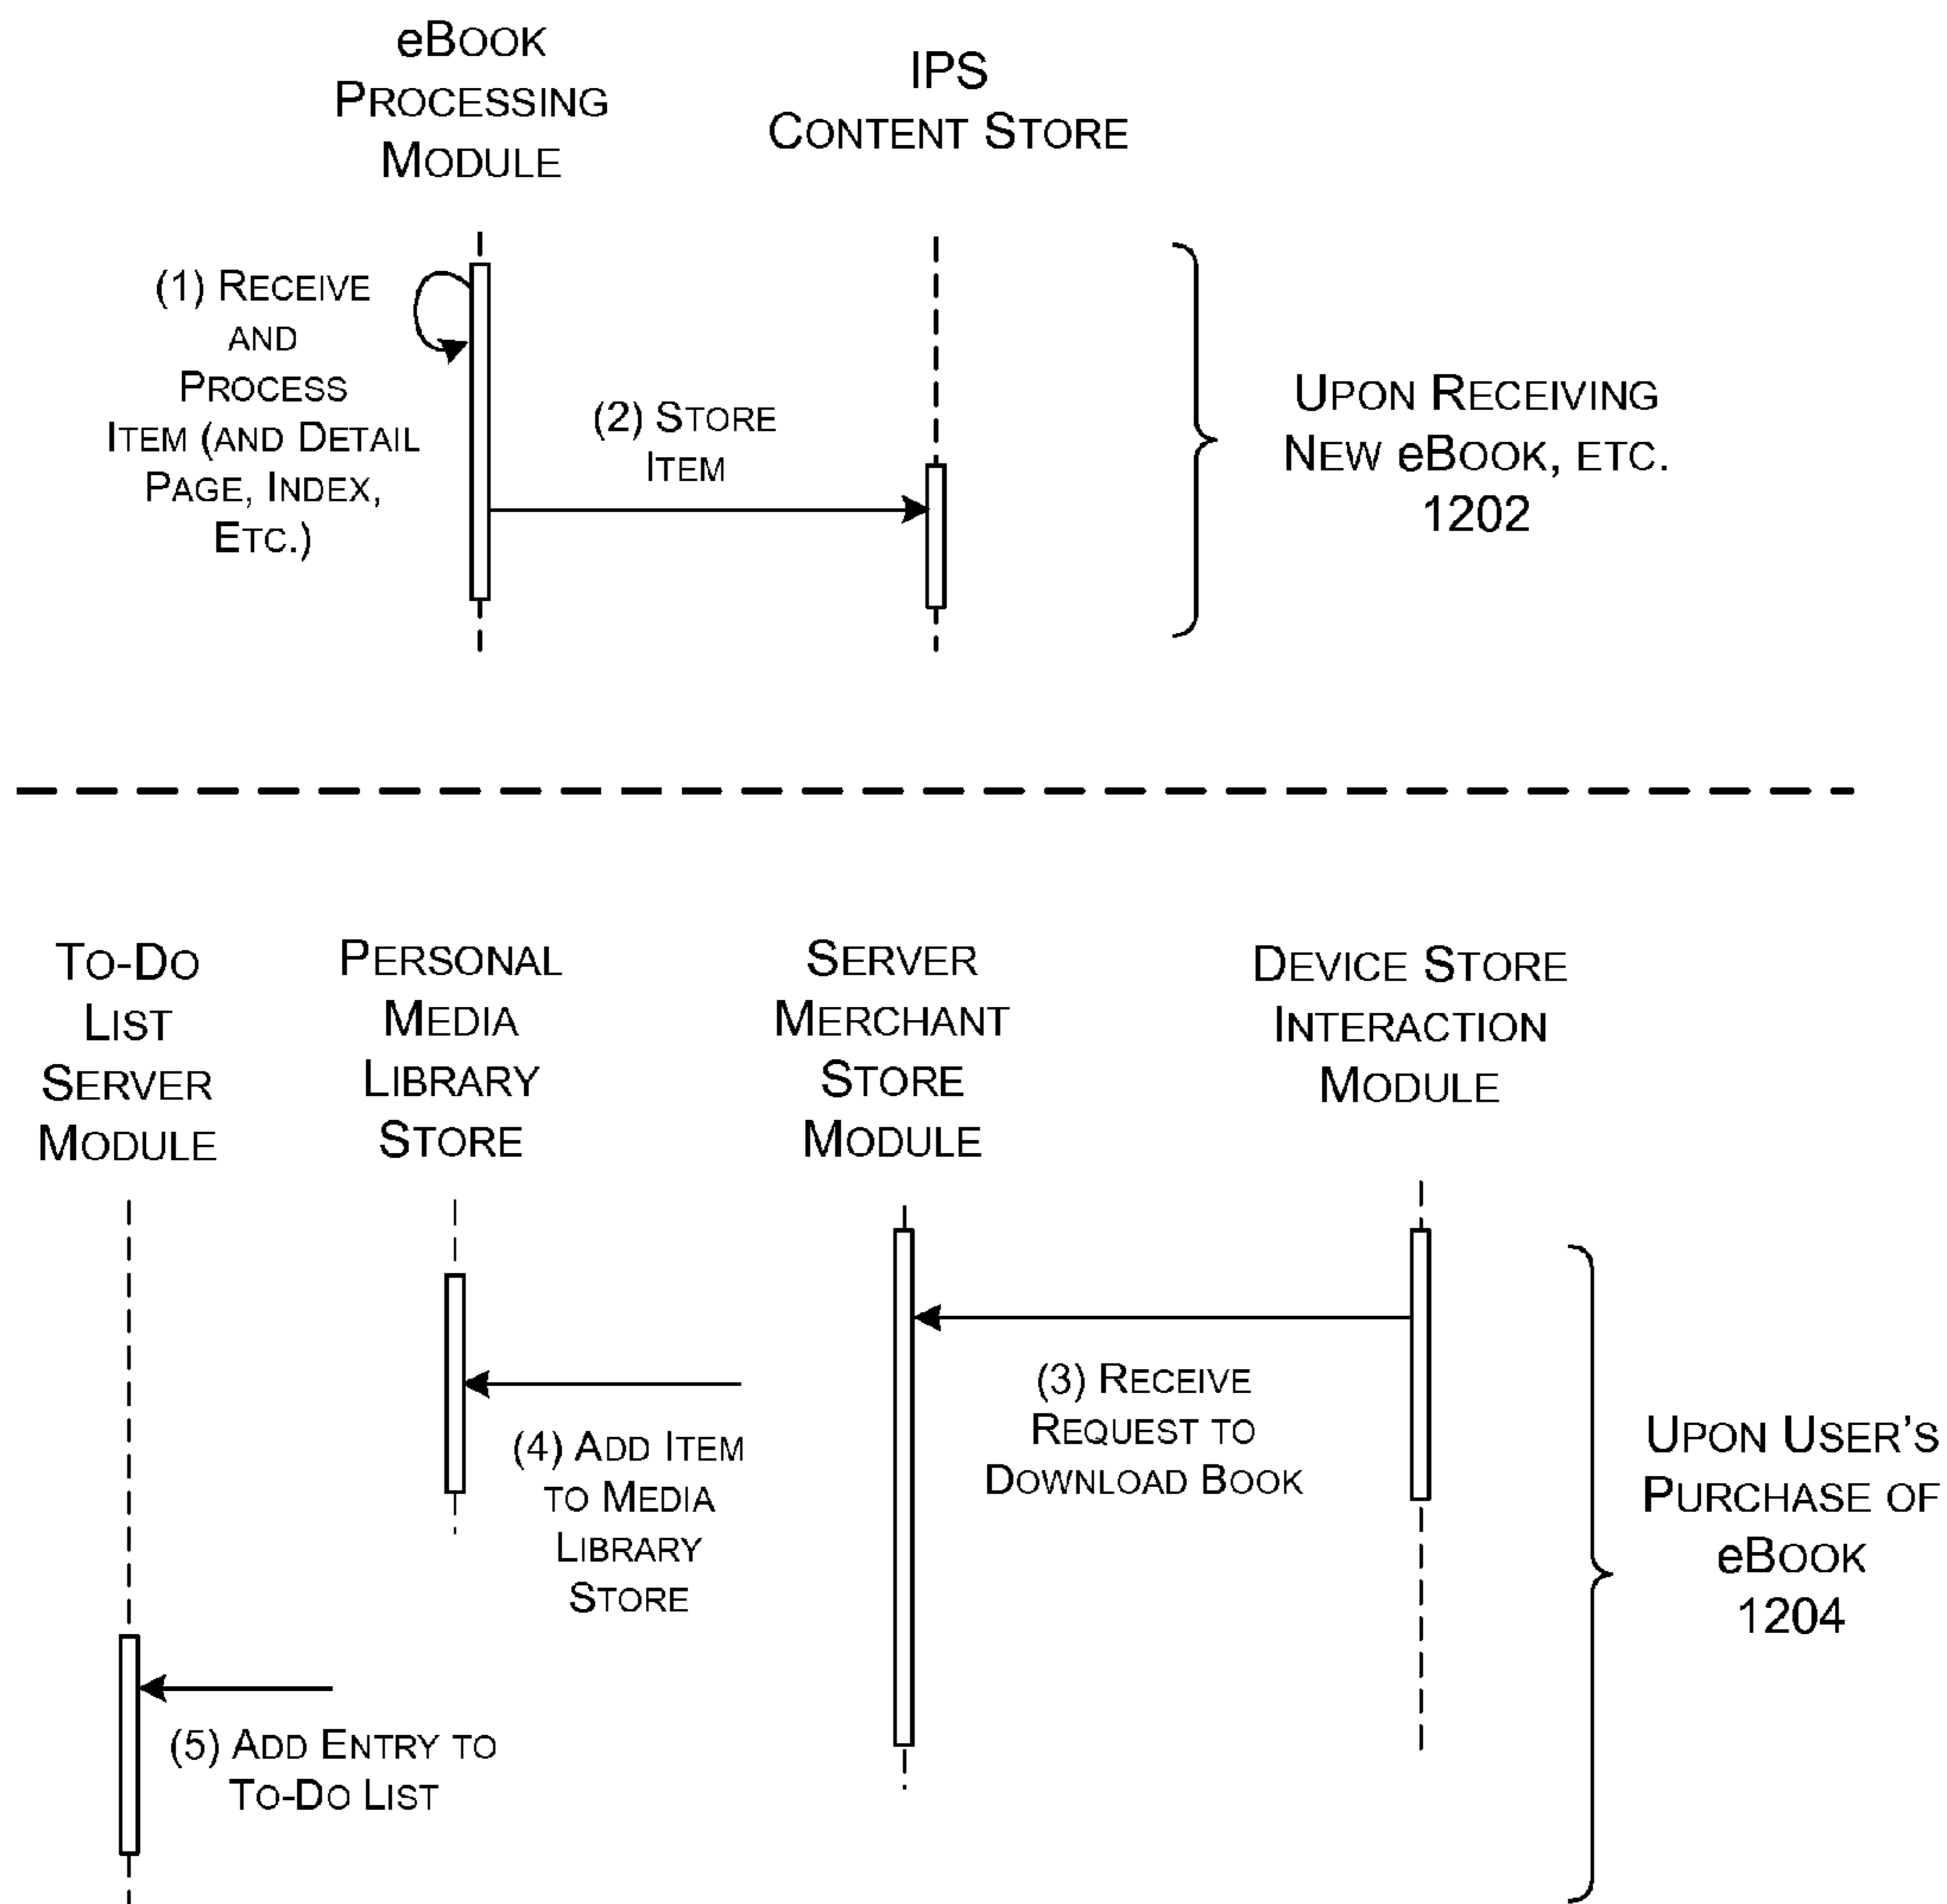 eBOOK
PROCESSING
MODULE
IPS
CONTENT STORE
(1) RECEIVE
AND
PROCESS
ITEM (AND DETAIL
PAGE, INDEX,
ETC.)
(2) STORE
ITEM
UPON RECEIVING
NEW eBOOK, ETC.
1202
TO-DO
LIST
SERVER
MODULE
PERSONAL
MEDIA
LIBRARY
STORE
SERVER
MERCHANT
STORE
MODULE
DEVICE STORE
INTERACTION
MODULE
(3) RECEIVE
REQUEST TO
DOWNLOAD BOOK
(4) ADD ITEM
TO MEDIA
LIBRARY
STORE
(5) ADD ENTRY TO
TO-DO LIST
UPON USER'S
PURCHASE OF
eBOOK
1204